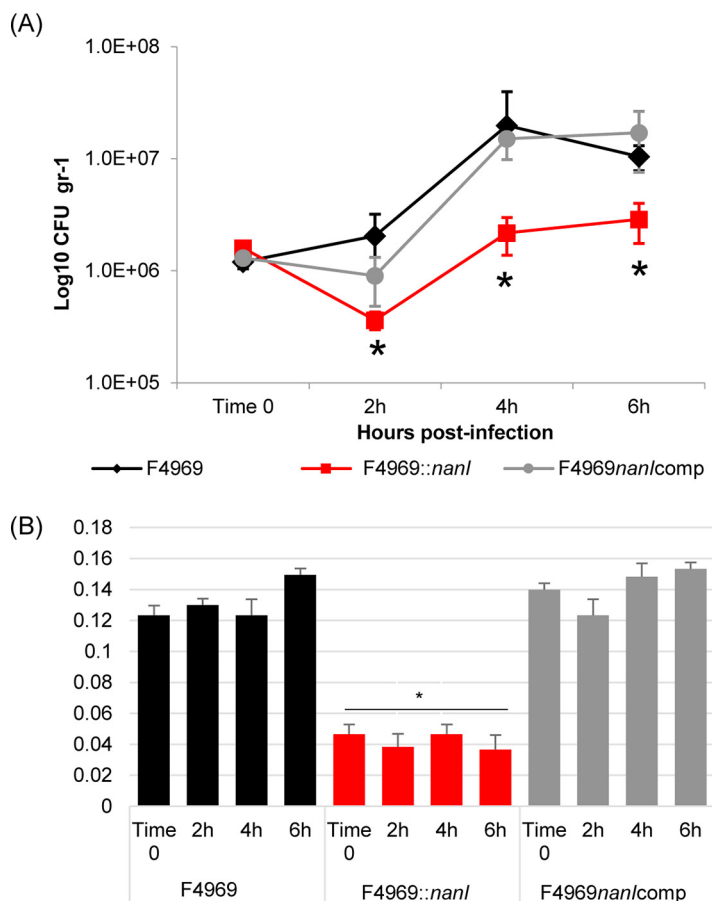 (A)
1.0E+08
1.0E+07
1.0E+06
1.0E+05
Log10 CFU gr-1
*
*
*
Time 0 2h 4h 6h
Hours post-infection
F4969 F4969::nanI F4969nanIcomp
(B)
0.18
0.16
0.14
0.12
0.1
0.08
0.06
0.04
0.02
0
*
Time 0 2h 4h 6h Time 0 2h 4h 6h Time 0 2h 4h 6h
F4969 F4969::nanI F4969nanIcomp